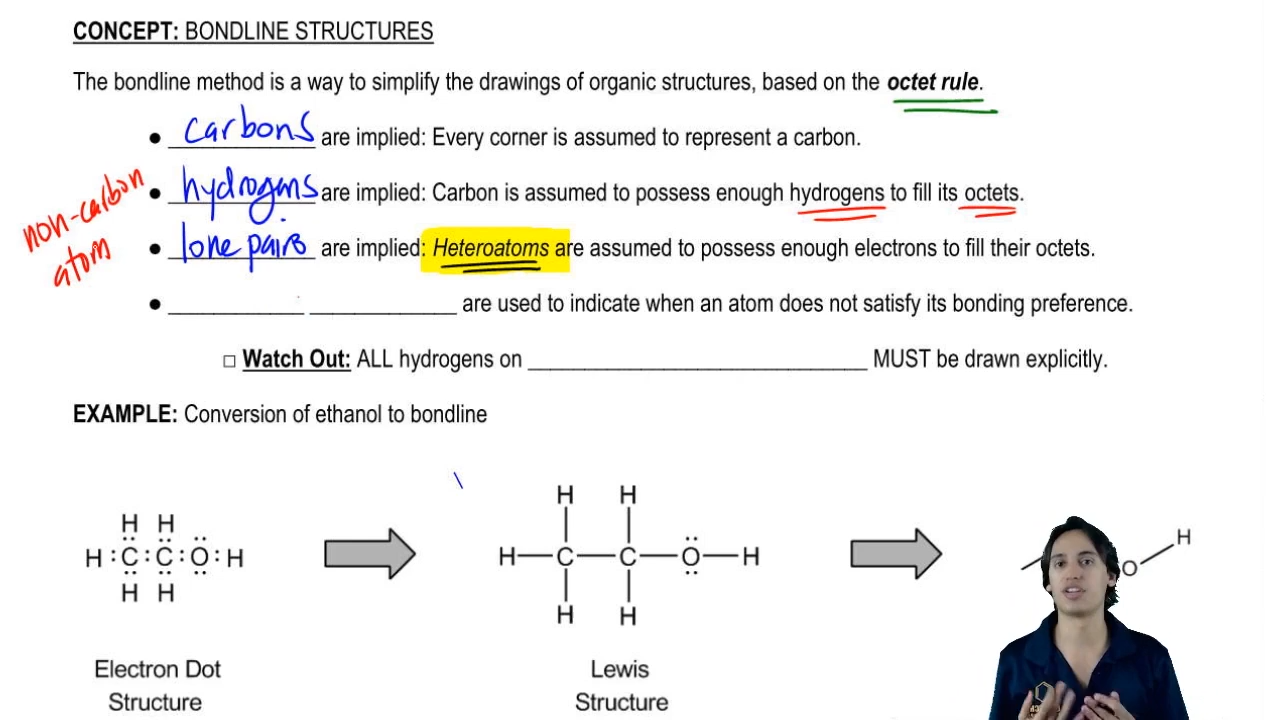 CONCEPT: BONDLINE STRUCTURES
The bondline method is a way to simplify the drawings of organic structures, based on the octet rule.
● carbons are implied: Every corner is assumed to represent a carbon.
● hydrogens are implied: Carbon is assumed to possess enough hydrogens to fill its octets.
non-carbon atom
● lone pairs are implied: Heteroatoms are assumed to possess enough electrons to fill their octets.
● ____________ ____________ are used to indicate when an atom does not satisfy its bonding preference.
□ Watch Out: ALL hydrogens on ____________________________ MUST be drawn explicitly.
EXAMPLE: Conversion of ethanol to bondline
H H
H:C:C:O:H
H H
H H
H—C—C—O—H
H H
H
O
Electron Dot
Structure
Lewis
Structure